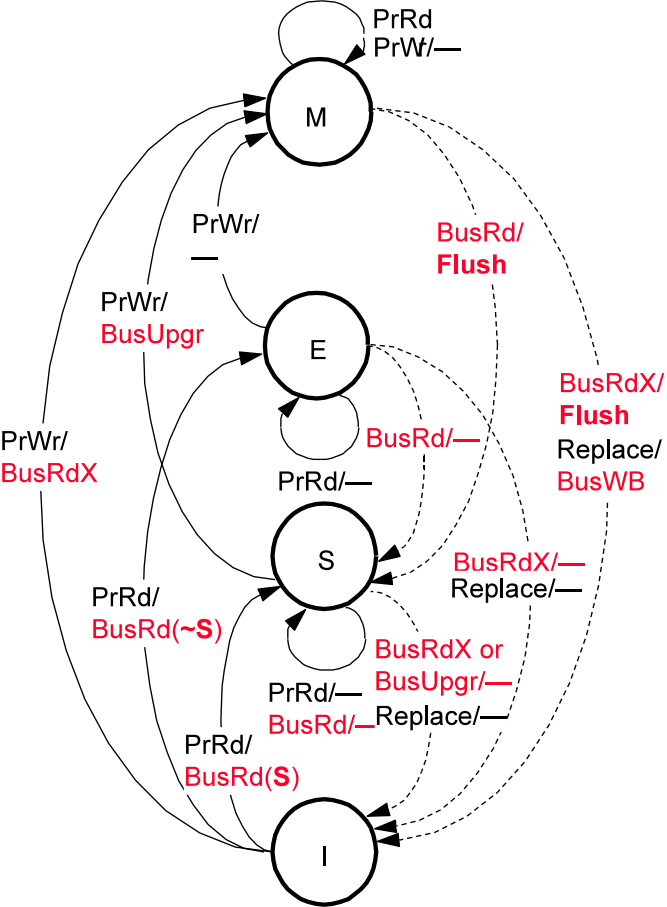 PrRd
PrWr/—
M
PrWr/
—
BusRd/
Flush
PrWr/
BusUpgr
E
BusRdX/
Flush
Replace/
BusWB
PrWr/
BusRdX
BusRd/—
PrRd/—
S
BusRdX/—
Replace/—
PrRd/
BusRd(~S)
BusRdX or
BusUpgr/—
Replace/—
PrRd/—
BusRd/—
PrRd/
BusRd(S)
I